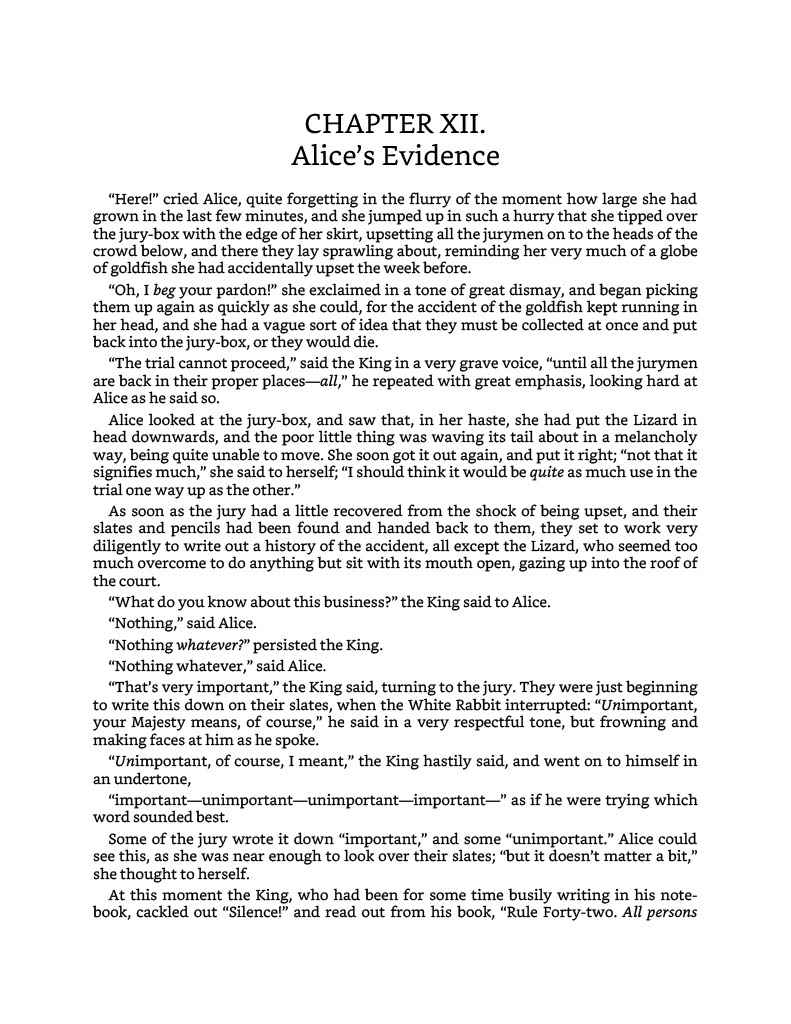 CHAPTER XII.
Alice’s Evidence
“Here!” cried Alice, quite forgetting in the flurry of the moment how large she had
grown in the last few minutes, and she jumped up in such a hurry that she tipped over
the jury-box with the edge of her skirt, upsetting all the jurymen on to the heads of the
crowd below, and there they lay sprawling about, reminding her very much of a globe
of goldfish she had accidentally upset the week before.
“Oh, I beg your pardon!” she exclaimed in a tone of great dismay, and began picking
them up again as quickly as she could, for the accident of the goldfish kept running in
her head, and she had a vague sort of idea that they must be collected at once and put
back into the jury-box, or they would die.
“The trial cannot proceed,” said the King in a very grave voice, “until all the jurymen
are back in their proper places—all,” he repeated with great emphasis, looking hard at
Alice as he said so.
Alice looked at the jury-box, and saw that, in her haste, she had put the Lizard in
head downwards, and the poor little thing was waving its tail about in a melancholy
way, being quite unable to move. She soon got it out again, and put it right; “not that it
signifies much,” she said to herself; “I should think it would be quite as much use in the
trial one way up as the other.”
As soon as the jury had a little recovered from the shock of being upset, and their
slates and pencils had been found and handed back to them, they set to work very
diligently to write out a history of the accident, all except the Lizard, who seemed too
much overcome to do anything but sit with its mouth open, gazing up into the roof of
the court.
“What do you know about this business?” the King said to Alice.
“Nothing,” said Alice.
“Nothing whatever?” persisted the King.
“Nothing whatever,” said Alice.
“That’s very important,” the King said, turning to the jury. They were just beginning
to write this down on their slates, when the White Rabbit interrupted: “Unimportant,
your Majesty means, of course,” he said in a very respectful tone, but frowning and
making faces at him as he spoke.
“Unimportant, of course, I meant,” the King hastily said, and went on to himself in
an undertone,
“important—unimportant—unimportant—important—” as if he were trying which
word sounded best.
Some of the jury wrote it down “important,” and some “unimportant.” Alice could
see this, as she was near enough to look over their slates; “but it doesn’t matter a bit,”
she thought to herself.
At this moment the King, who had been for some time busily writing in his note-
book, cackled out “Silence!” and read out from his book, “Rule Forty-two. All persons